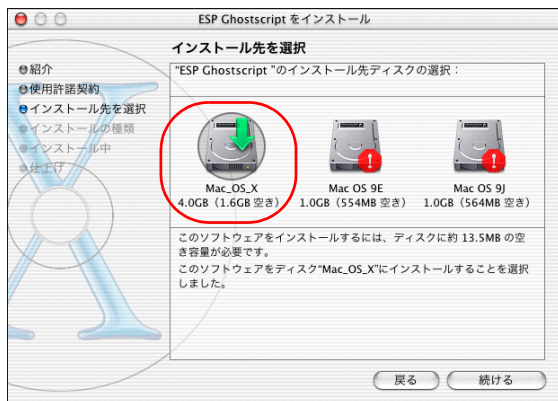 ESP Ghostscript をインストール
インストール先を選択
紹介
使用許諾契約
インストール先を選択
インストールの種類
インストール中
仕上げ
"ESP Ghostscript "のインストール先ディスクの選択：
Mac_OS_X
4.0GB（1.6GB 空き）
Mac OS 9E
1.0GB（554MB 空き）
Mac OS 9J
1.0GB（564MB 空き）
このソフトウェアをインストールするには、ディスクに約 13.5MB の空
き容量が必要です。
このソフトウェアをディスク"Mac_OS_X"にインストールすることを選択
しました。
戻る
続ける